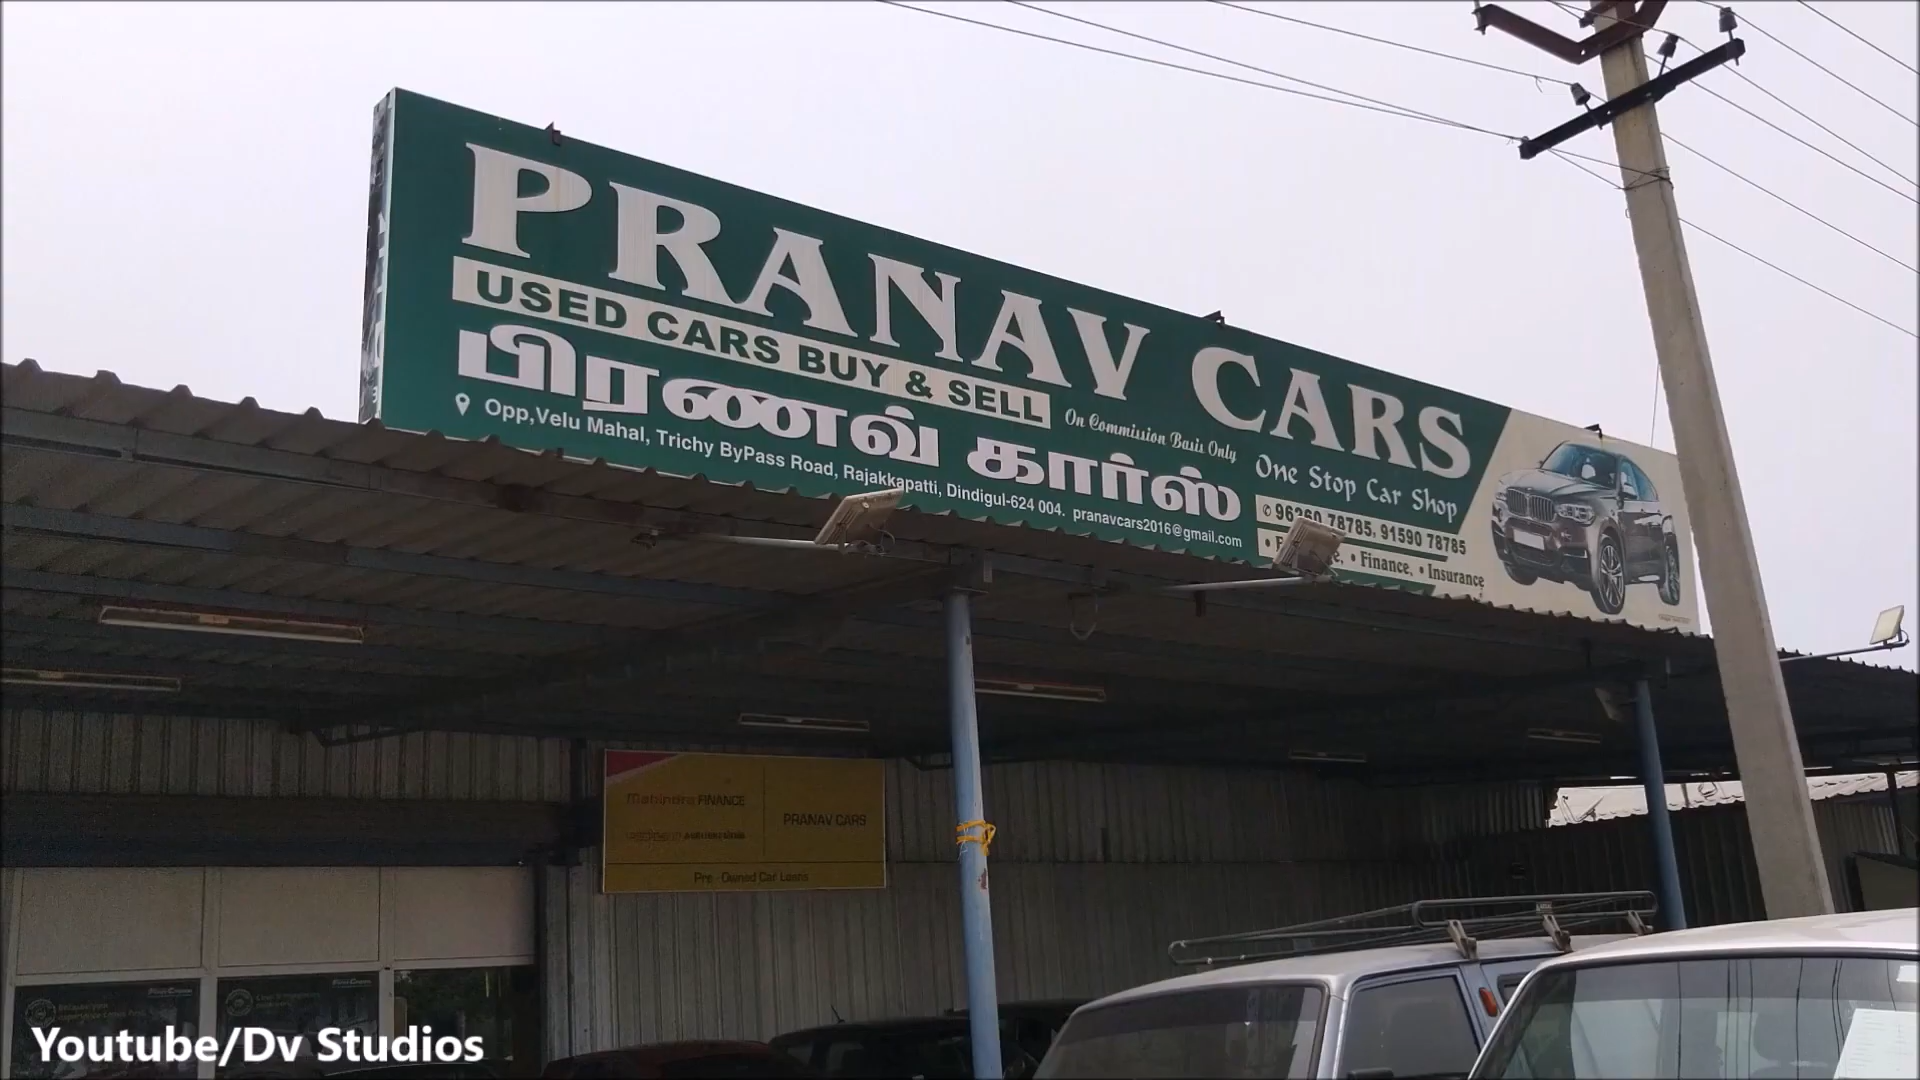 PRANAV CARS
USED CARS BUY & SELL
On Commission Basis Only
பிரணவ் கார்ஸ்
One Stop Car Shop
Opp,Velu Mahal, Trichy ByPass Road, Rajakkapatti, Dindigul-624 004. pranavcars2016@gmail.com
78785, 91590 78785
• Finance, • Insurance
Mahindra FINANCE
PRANAV CARS
Pre - Owned Car Loans
Youtube/Dv Studios